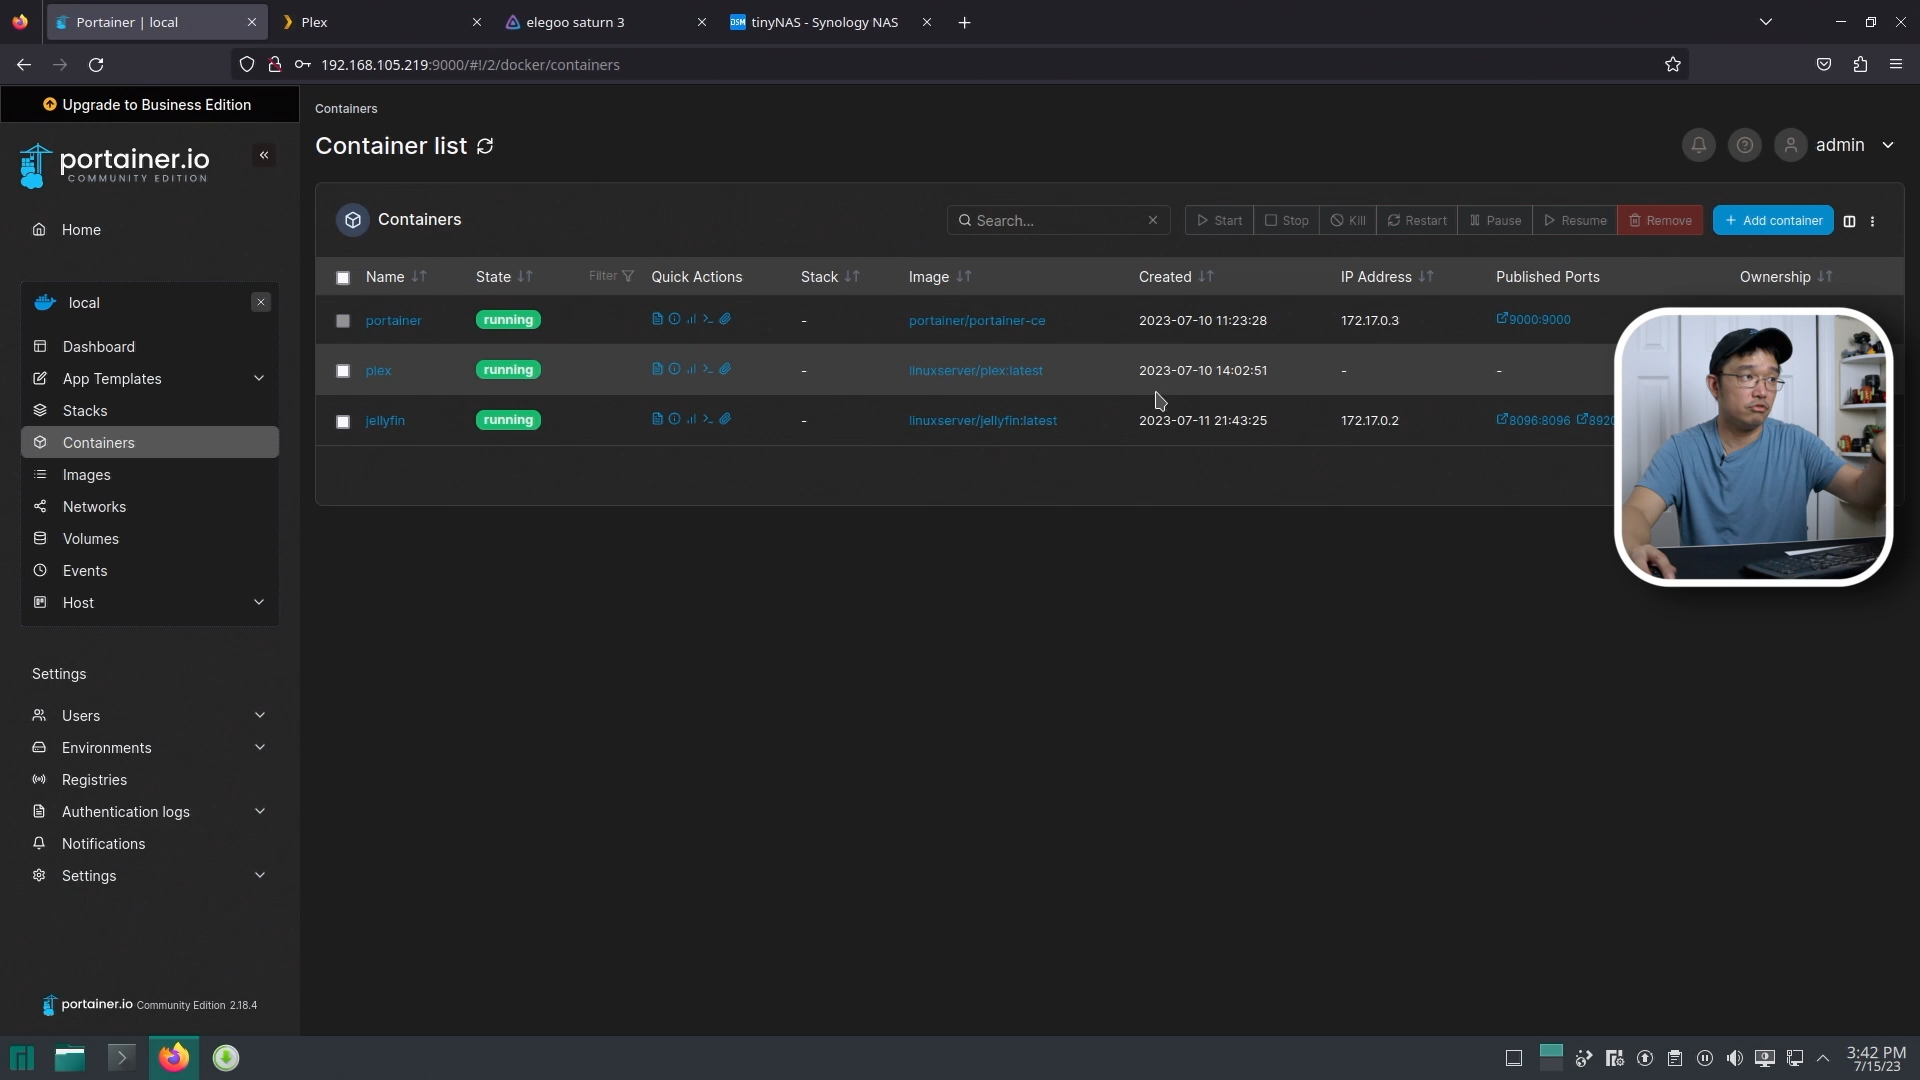 Portainer | local
Plex
elegoo saturn 3
DSM
tinyNAS - Synology NAS
192.168.105.219:9000/#!/2/docker/containers
Upgrade to Business Edition
portainer.io
COMMUNITY EDITION
Home
local
Dashboard
App Templates
Stacks
Containers
Images
Networks
Volumes
Events
Host
Settings
Users
Environments
Registries
Authentication logs
Notifications
Settings
portainer.io Community Edition 2.18.4
Containers
Container list
admin
Containers
Search...
Start
Stop
Kill
Restart
Pause
Resume
Remove
Add container
Name State Filter Quick Actions Stack Image Created IP Address Published Ports Ownership
portainer running - portainer/portainer-ce 2023-07-10 11:23:28 172.17.0.3 9000:9000
plex running - linuxserver/plex:latest 2023-07-10 14:02:51 - -
jellyfin running - linuxserver/jellyfin:latest 2023-07-11 21:43:25 172.17.0.2 8096:8096 8920
3:42 PM
7/15/23